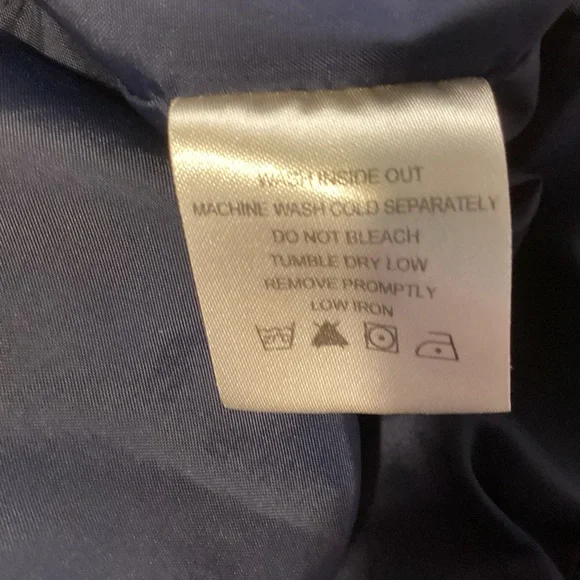 WASH INSIDE OUT
MACHINE WASH COLD SEPARATELY
DO NOT BLEACH
TUMBLE DRY LOW
REMOVE PROMPTLY
LOW IRON